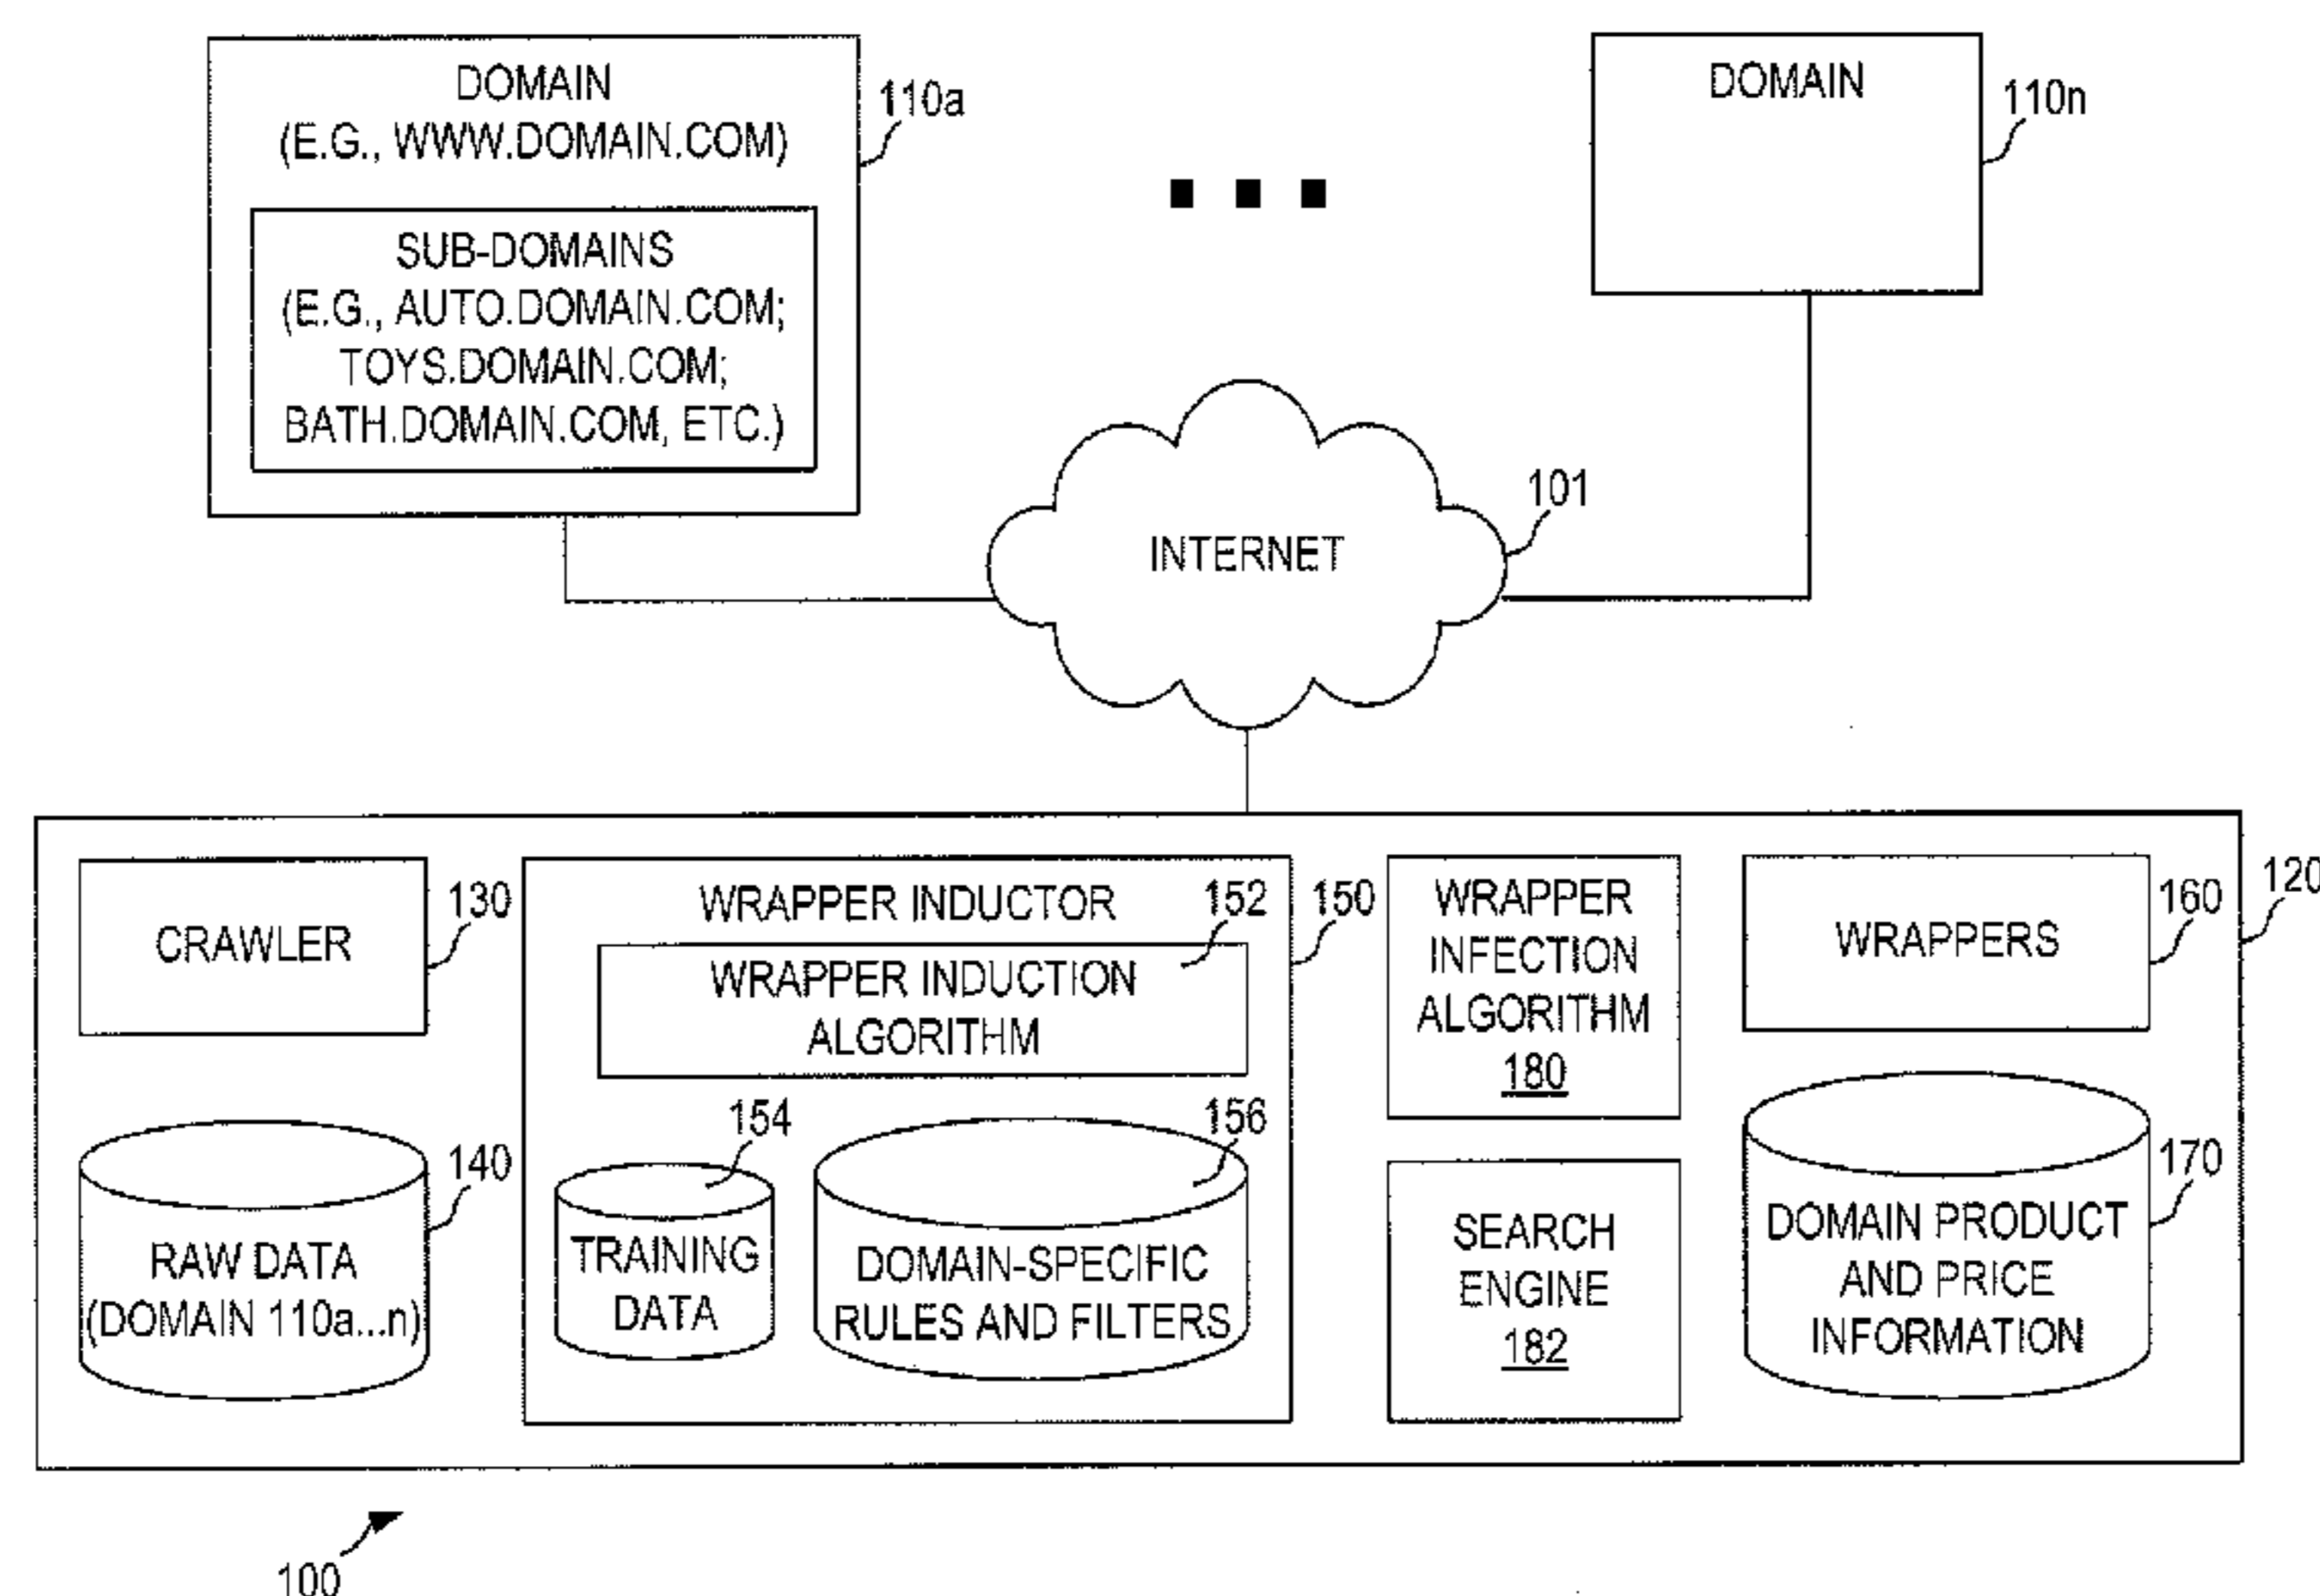 DOMAIN
(E.G., WWW.DOMAIN.COM)
110a
SUB-DOMAINS
(E.G., AUTO.DOMAIN.COM;
TOYS.DOMAIN.COM;
BATH.DOMAIN.COM, ETC.)
DOMAIN
110n
INTERNET
101
CRAWLER
130
RAW DATA
(DOMAIN 110a...n)
140
WRAPPER INDUCTOR
150
WRAPPER INDUCTION
ALGORITHM
152
TRAINING
DATA
154
DOMAIN-SPECIFIC
RULES AND FILTERS
156
WRAPPER
INFECTION
ALGORITHM
180
SEARCH
ENGINE
182
WRAPPERS
160
DOMAIN PRODUCT
AND PRICE
INFORMATION
170
120
100